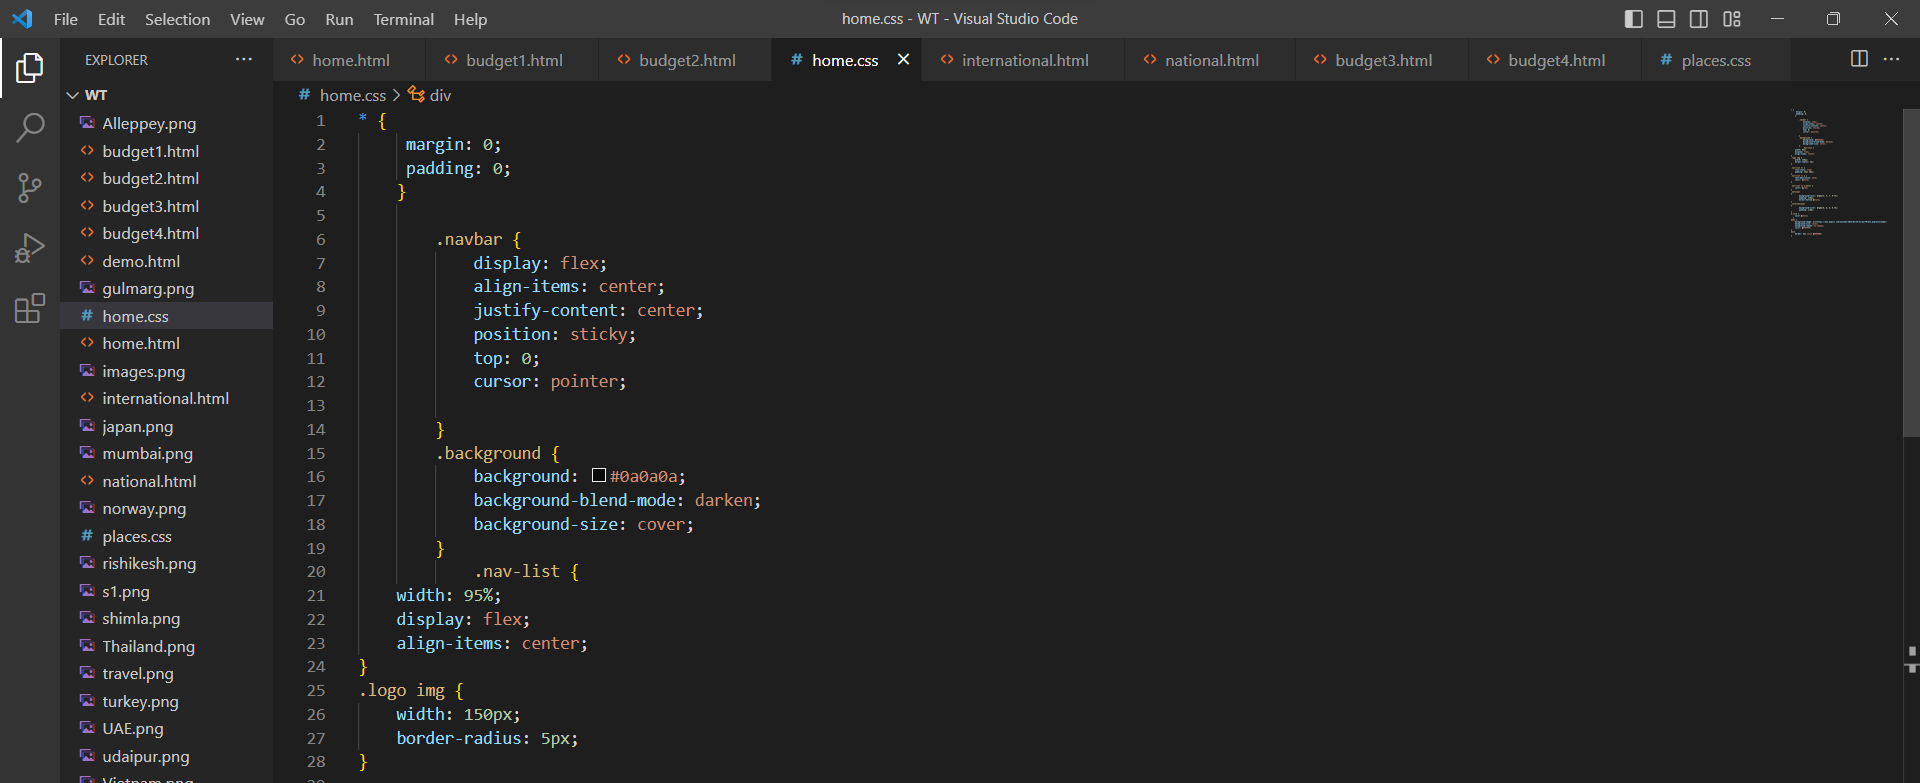 File Edit Selection View Go Run Terminal Help
home.css - WT - Visual Studio Code
EXPLORER
home.html
budget1.html
budget2.html
# home.css
international.html
national.html
budget3.html
budget4.html
# places.css
WT
Alleppey.png
budget1.html
budget2.html
budget3.html
budget4.html
demo.html
gulmarg.png
# home.css
home.html
images.png
international.html
japan.png
mumbai.png
national.html
norway.png
# places.css
rishikesh.png
s1.png
shimla.png
Thailand.png
travel.png
turkey.png
UAE.png
udaipur.png
Vietnam.png
# home.css > div
1 * {
2 margin: 0;
3 padding: 0;
4 }
5
6 .navbar {
7 display: flex;
8 align-items: center;
9 justify-content: center;
10 position: sticky;
11 top: 0;
12 cursor: pointer;
13
14 }
15 .background {
16 background: #0a0a0a;
17 background-blend-mode: darken;
18 background-size: cover;
19 }
20 .nav-list {
21 width: 95%;
22 display: flex;
23 align-items: center;
24 }
25 .logo img {
26 width: 150px;
27 border-radius: 5px;
28 }